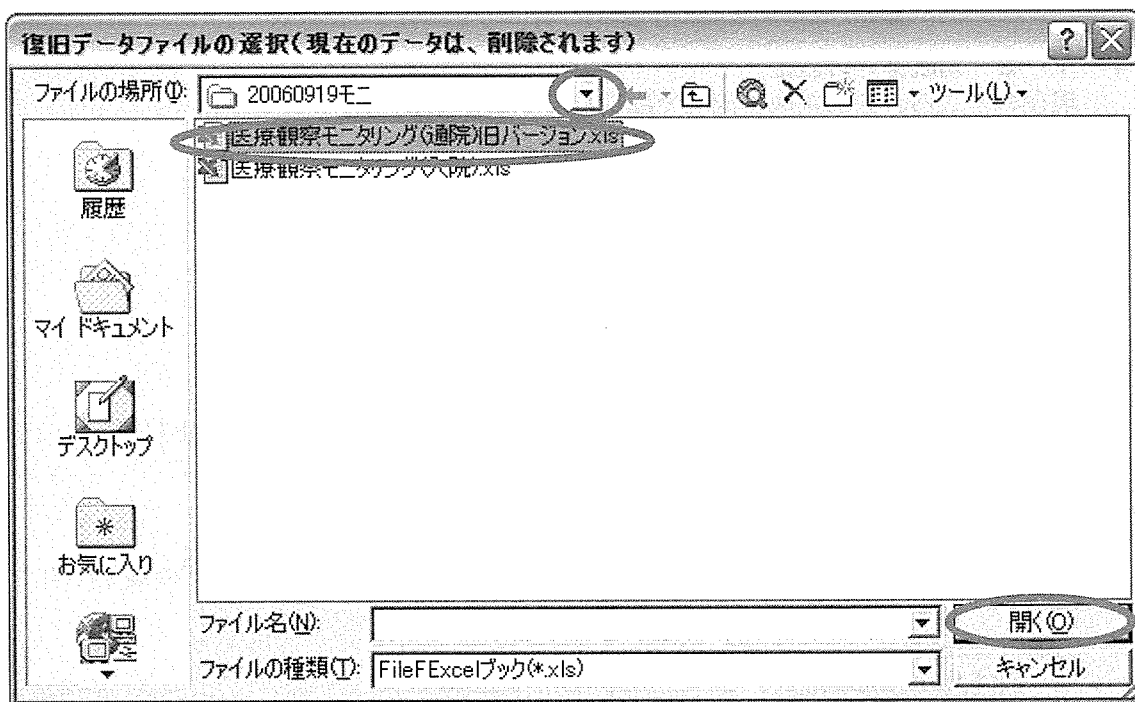 復旧データファイルの選択(現在のデータは、削除されます)
ファイルの場所(I): 20060919モニ ツール(L)
医療観察モニタリング(通院)旧バージョン.xls
医療観察モニタリング(入院).xls
履歴
マイ ドキュメント
デスクトップ
お気に入り
ファイル名(N): 開く(O)
ファイルの種類(T): FileFExcelブック(*.xls) キャンセル